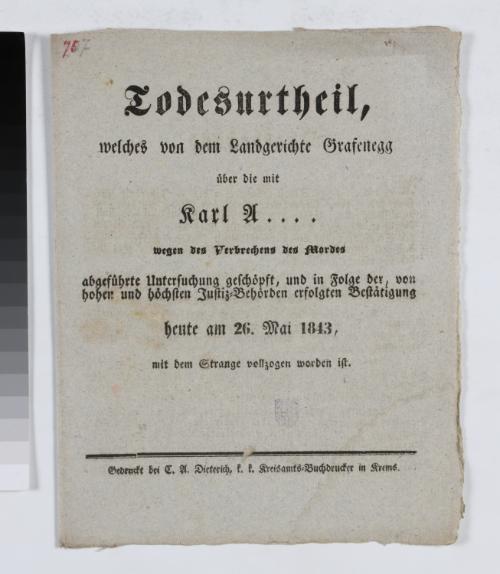 757
Todesurtheil,
welches von dem Landgerichte Grafenegg
über die mit
Karl A . . . .
wegen des Verbrechens des Mordes
abgeführte Untersuchung geschöpft, und in Folge der, von
hohen und höchsten Justiz-Behörden erfolgten Bestätigung
heute am 26. Mai 1843,
mit dem Strange vollzogen worden ist.
Gedruckt bei C. A. Dieterich, k. k. Kreisamts-Buchdrucker in Krems.